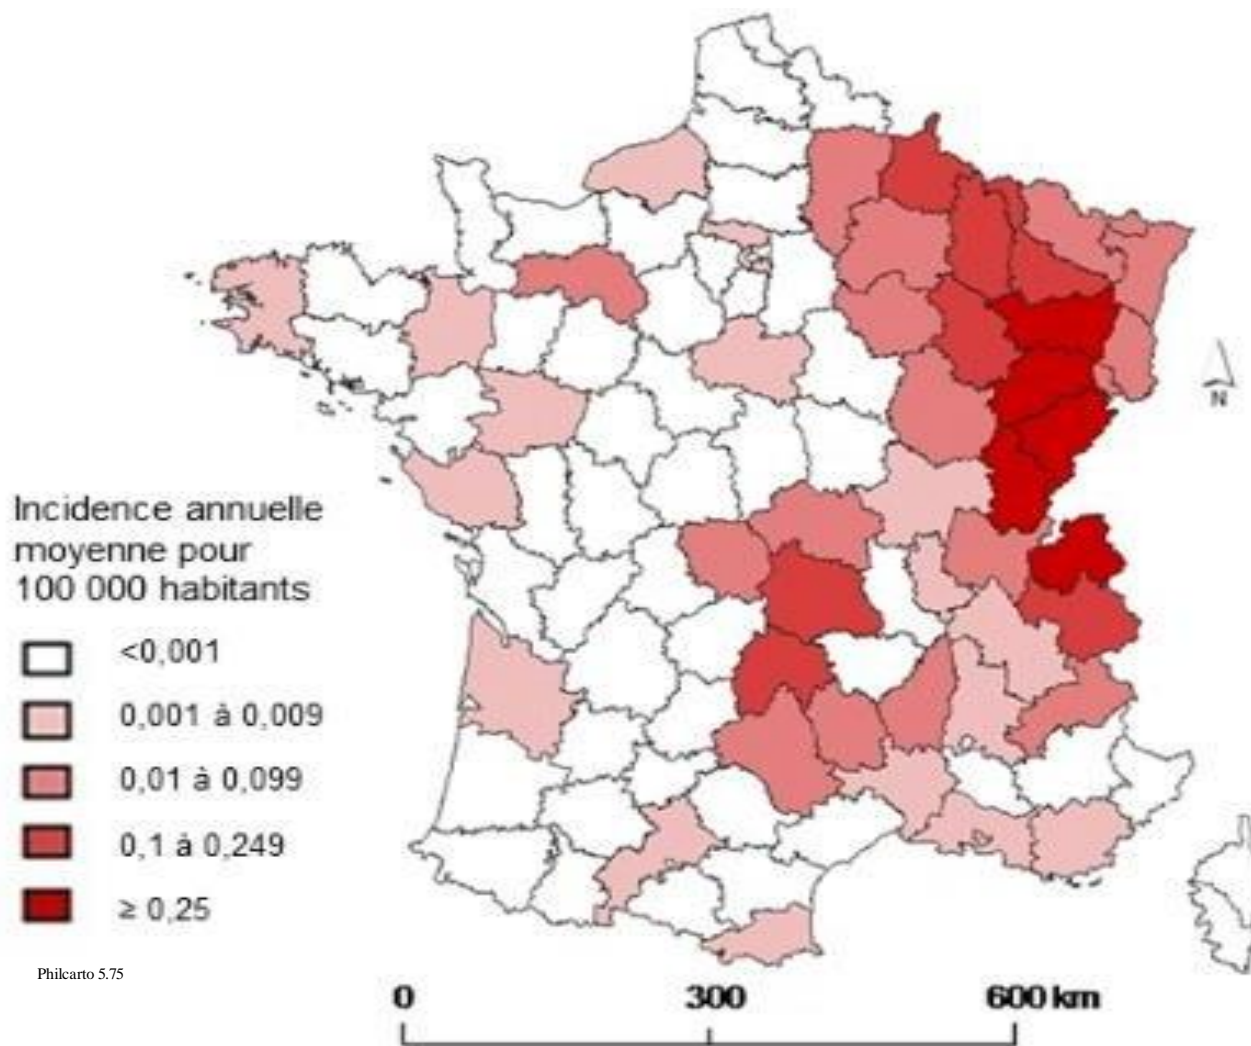 N
Incidence annuelle
moyenne pour
100 000 habitants
<0,001
0,001 à 0,009
0,01 à 0,099
0,1 à 0,249
≥ 0,25
Philcarto 5.75
0 300 600 km